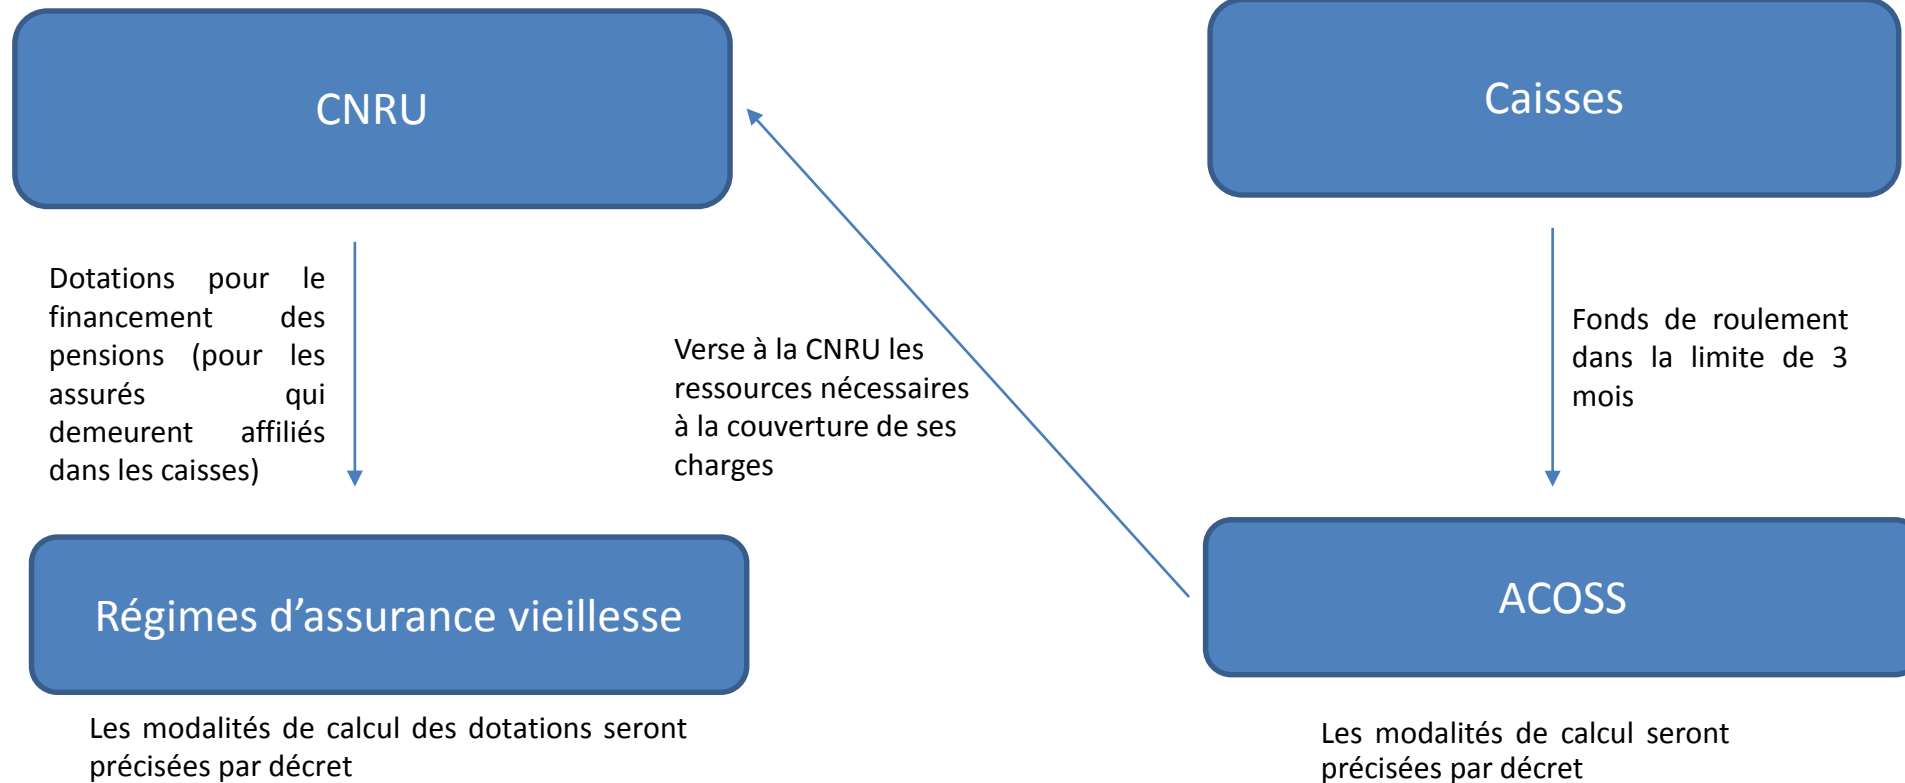 CNRU
Caisses
Dotations pour le
financement des
pensions (pour les
assurés qui
demeurent affiliés
dans les caisses)
Verse à la CNRU les
ressources nécessaires
à la couverture de ses
charges
Fonds de roulement
dans la limite de 3
mois
Régimes d’assurance vieillesse
ACOSS
Les modalités de calcul des dotations seront
précisées par décret
Les modalités de calcul seront
précisées par décret